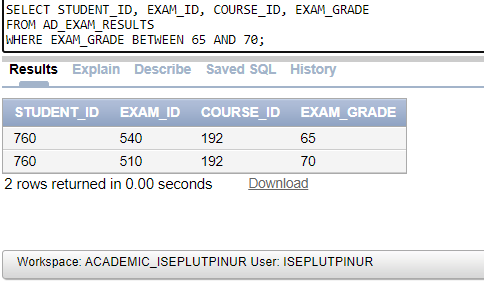 SELECT STUDENT_ID, EXAM_ID, COURSE_ID, EXAM_GRADE
FROM AD_EXAM_RESULTS
WHERE EXAM_GRADE BETWEEN 65 AND 70;
Results Explain Describe Saved SQL History
STUDENT_ID EXAM_ID COURSE_ID EXAM_GRADE
760 540 192 65
760 510 192 70
2 rows returned in 0.00 seconds Download
Workspace: ACADEMIC_ISEPLUTPINUR User: ISEPLUTPINUR